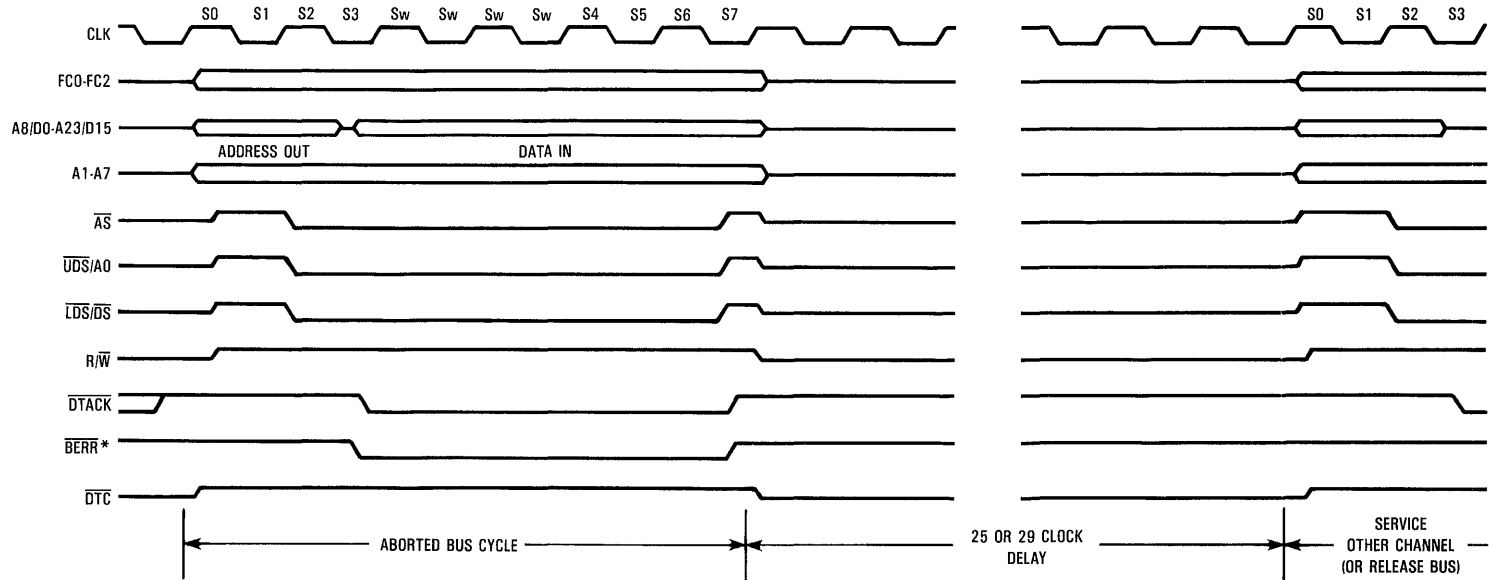 S0 S1 S2 S3 Sw Sw Sw Sw S4 S5 S6 S7 S0 S1 S2 S3
CLK
FC0-FC2
A8/D0-A23/D15
ADDRESS OUT DATA IN
A1-A7
AS
UDS/A0
LDS/DS
R/W
DTACK
BERR*
DTC
ABORTED BUS CYCLE
25 OR 29 CLOCK
DELAY
SERVICE
OTHER CHANNEL
(OR RELEASE BUS)